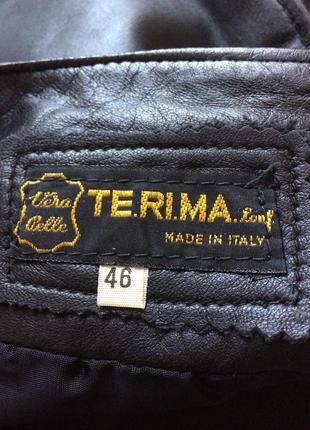 Vera
Pelle
TE.RI.MA. Conf.
MADE IN ITALY
46